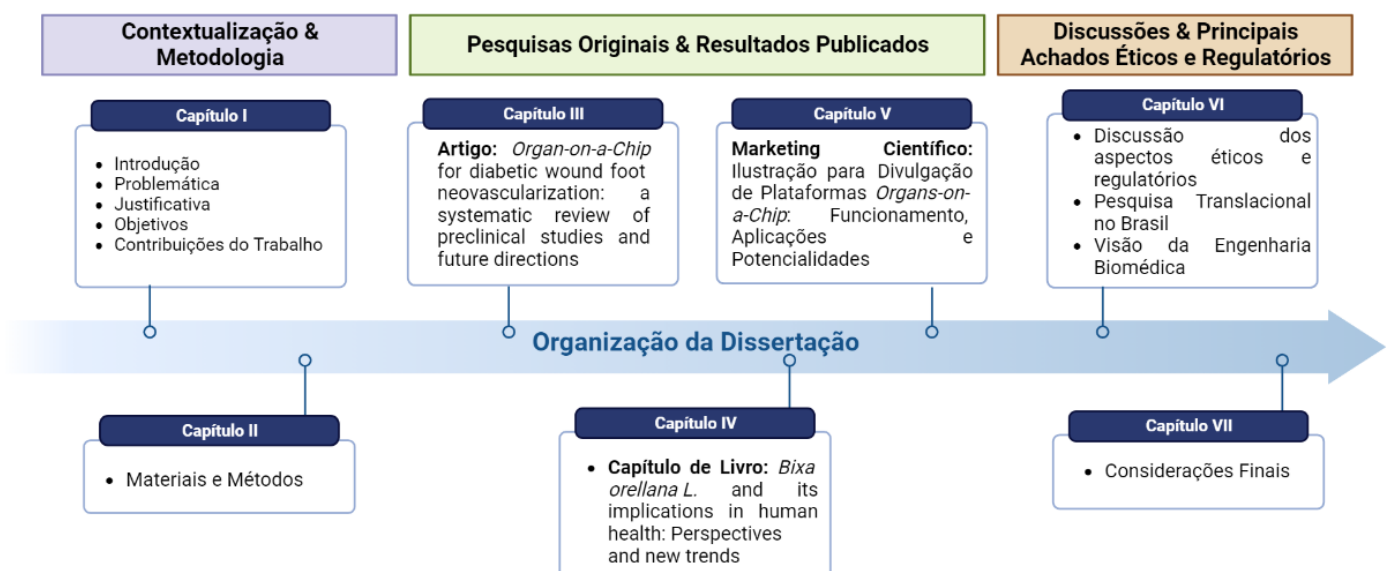 Contextualização &
Metodologia
Pesquisas Originais & Resultados Publicados
Discussões & Principais
Achados Éticos e Regulatórios
Capítulo I
• Introdução
• Problemática
• Justificativa
• Objetivos
• Contribuições do Trabalho
Capítulo III
Artigo: Organ-on-a-Chip
for diabetic wound foot
neovascularization: a
systematic review of
preclinical studies and
future directions
Capítulo V
Marketing Científico:
Ilustração para Divulgação
de Plataformas Organs-on-
a-Chip: Funcionamento,
Aplicações e
Potencialidades
Capítulo VI
• Discussão dos
aspectos éticos e
regulatórios
• Pesquisa Translacional
no Brasil
• Visão da Engenharia
Biomédica
Organização da Dissertação
Capítulo II
• Materiais e Métodos
Capítulo IV
• Capítulo de Livro: Bixa
orellana L. and its
implications in human
health: Perspectives
and new trends
Capítulo VII
• Considerações Finais